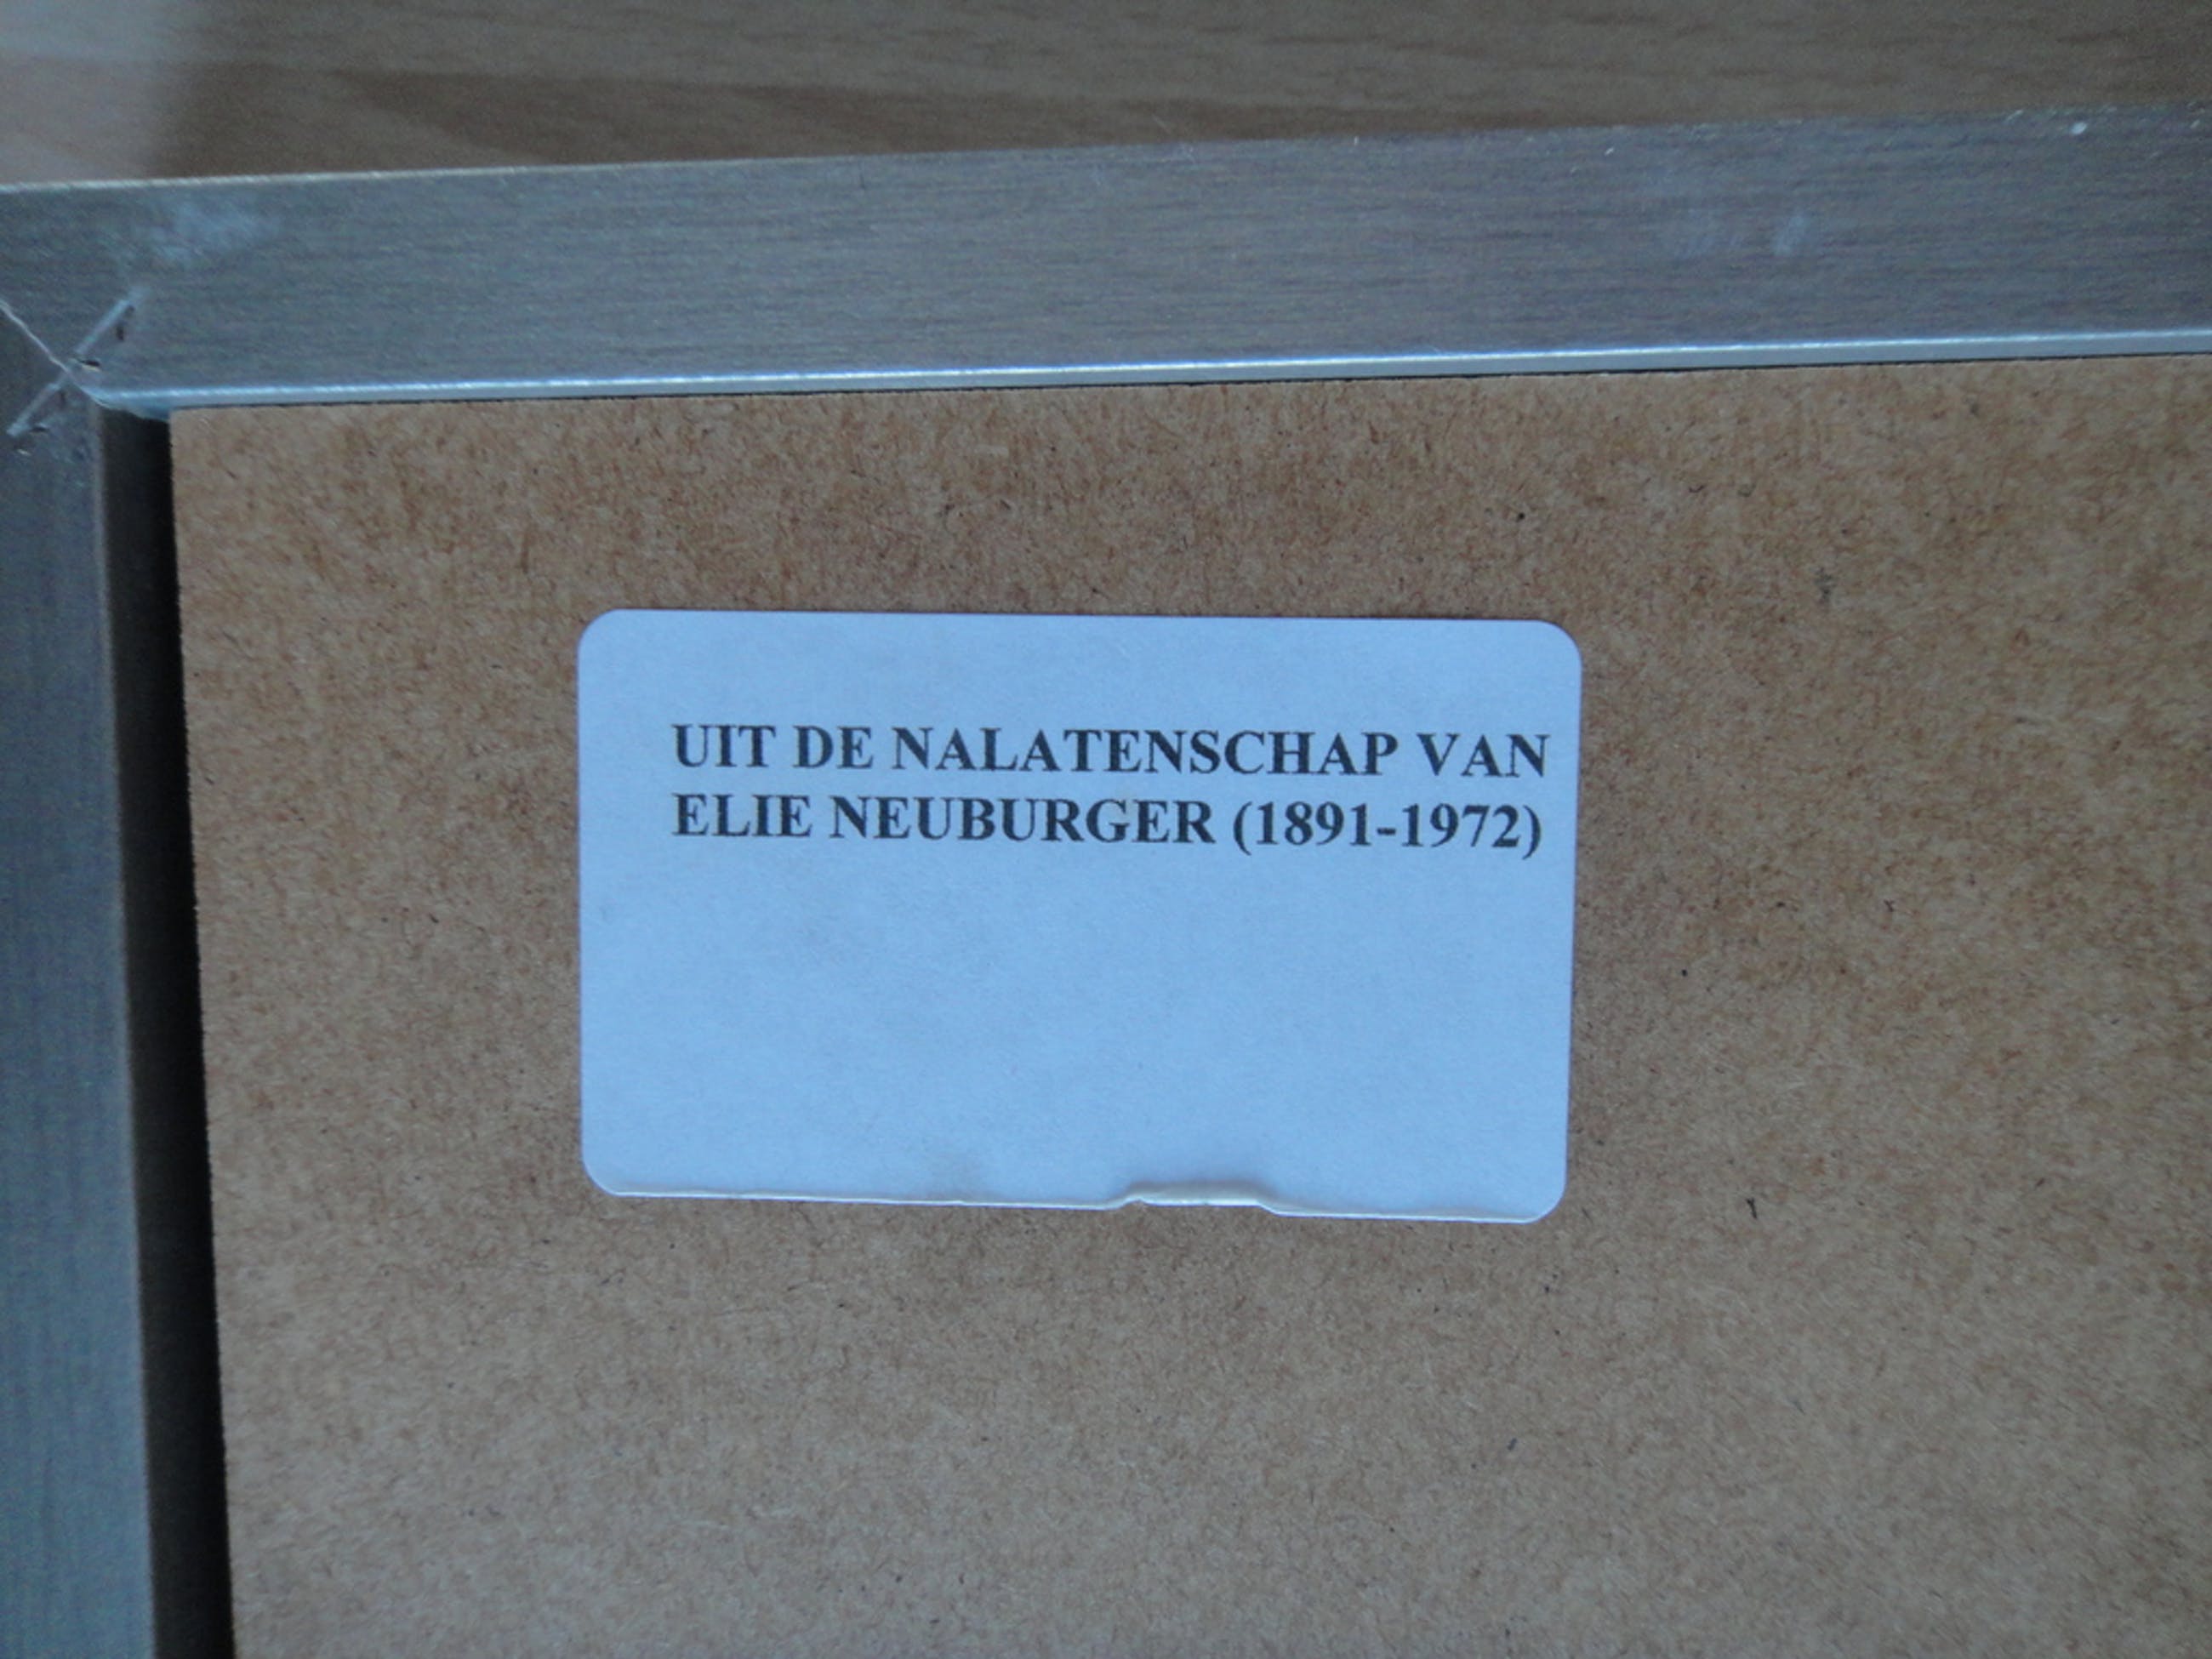 UIT DE NALATENSCHAP VAN
ELIE NEUBURGER (1891-1972)